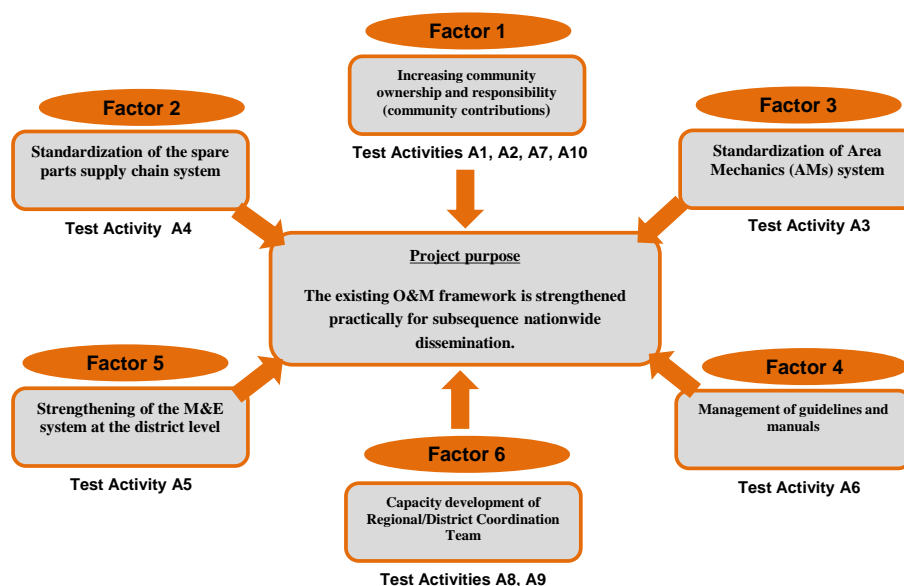 Factor 1
Increasing community
ownership and responsibility
(community contributions)
Test Activities A1, A2, A7, A10
Factor 2
Standardization of the spare
parts supply chain system
Test Activity A4
Factor 3
Standardization of Area
Mechanics (AMs) system
Test Activity A3
Project purpose
The existing O&M framework is strengthened
practically for subsequence nationwide
dissemination.
Factor 5
Strengthening of the M&E
system at the district level
Test Activity A5
Factor 4
Management of guidelines and
manuals
Test Activity A6
Factor 6
Capacity development of
Regional/District Coordination
Team
Test Activities A8, A9